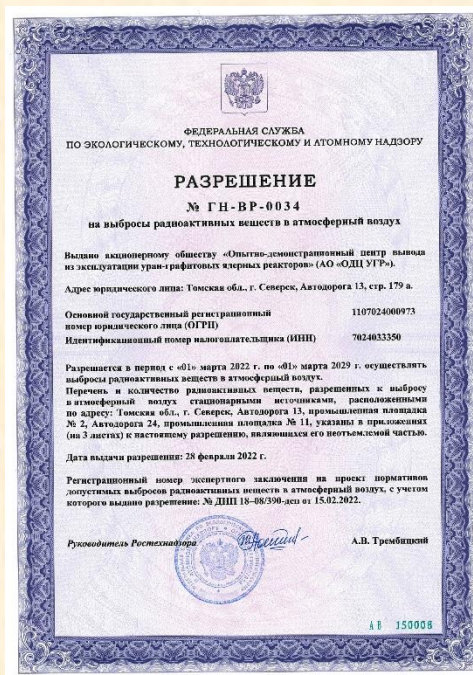 ФЕДЕРАЛЬНАЯ СЛУЖБА
ПО ЭКОЛОГИЧЕСКОМУ, ТЕХНОЛОГИЧЕСКОМУ И АТОМНОМУ НАДЗОРУ
РАЗРЕШЕНИЕ
№ ГН-ВР-0034
на выбросы радиоактивных веществ в атмосферный воздух
Выдано акционерному обществу «Опытно-демонстрационный центр вывода
из эксплуатации уран-графитовых ядерных реакторов» (АО «ОДЦ УГР»).
Адрес юридического лица: Томская обл., г. Северск, Автодорога 13, стр. 179 а.
Основной государственный регистрационный 1107024000973
номер юридического лица (ОГРН)
Идентификационный номер налогоплательщика (ИНН) 7024033350
Разрешается в период с «01» марта 2022 г. по «01» марта 2029 г. осуществлять
выбросы радиоактивных веществ в атмосферный воздух.
Перечень и количество радиоактивных веществ, разрешенных к выбросу
в атмосферный воздух стационарными источниками, расположенными
по адресу: Томская обл., г. Северск, Автодорога 13, промышленная площадка
№ 2, Автодорога 24, промышленная площадка № 11, указаны в приложениях
(на 3 листах) к настоящему разрешению, являющихся его неотъемлемой частью.
Дата выдачи разрешения: 28 февраля 2022 г.
Регистрационный номер экспертного заключения на проект нормативов
допустимых выбросов радиоактивных веществ в атмосферный воздух, с учетом
которого выдано разрешение: № ДНП 18–08/390-дсп от 15.02.2022.
Руководитель Ростехнадзора А.В. Трембицкий
АВ 150008